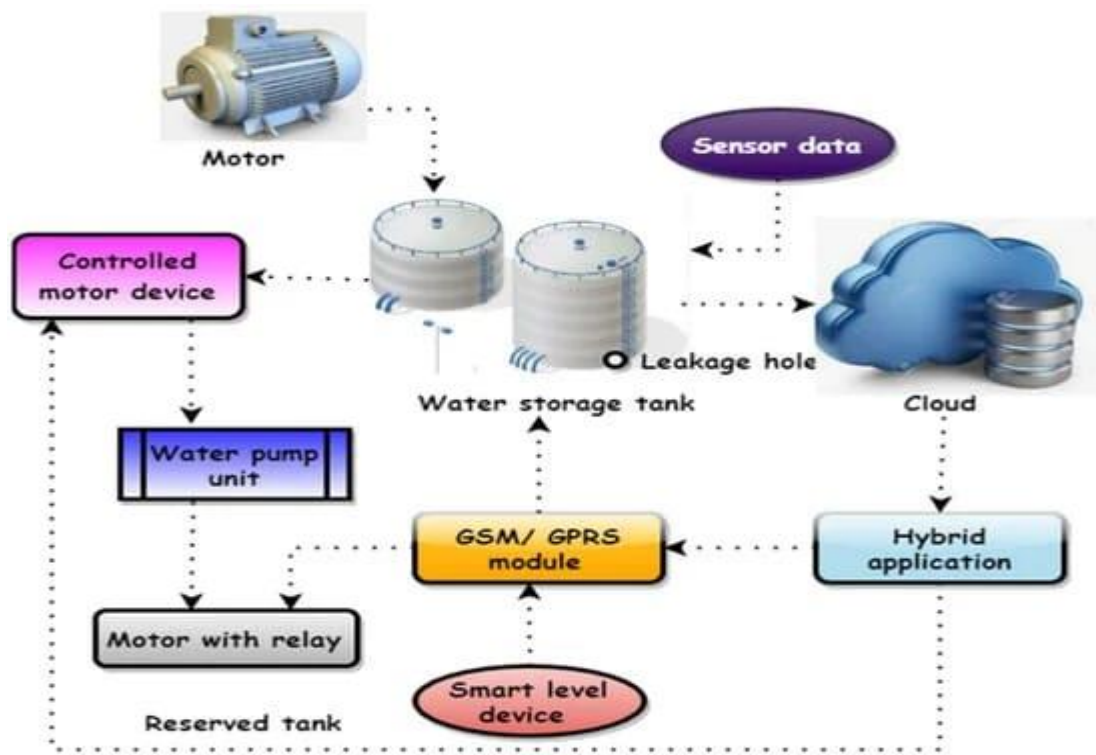 Motor
Sensor data
Controlled
motor device
Leakage hole
Water storage tank
Cloud
Water pump
unit
GSM/ GPRS
module
Hybrid
application
Motor with relay
Smart level
device
Reserved tank